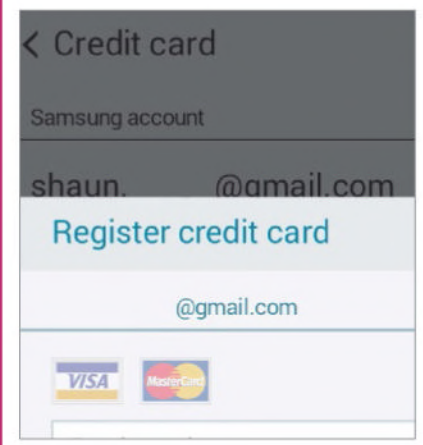 < Credit card
Samsung account
shaun. @gmail.com
Register credit card
@gmail.com
VISA MasterCard